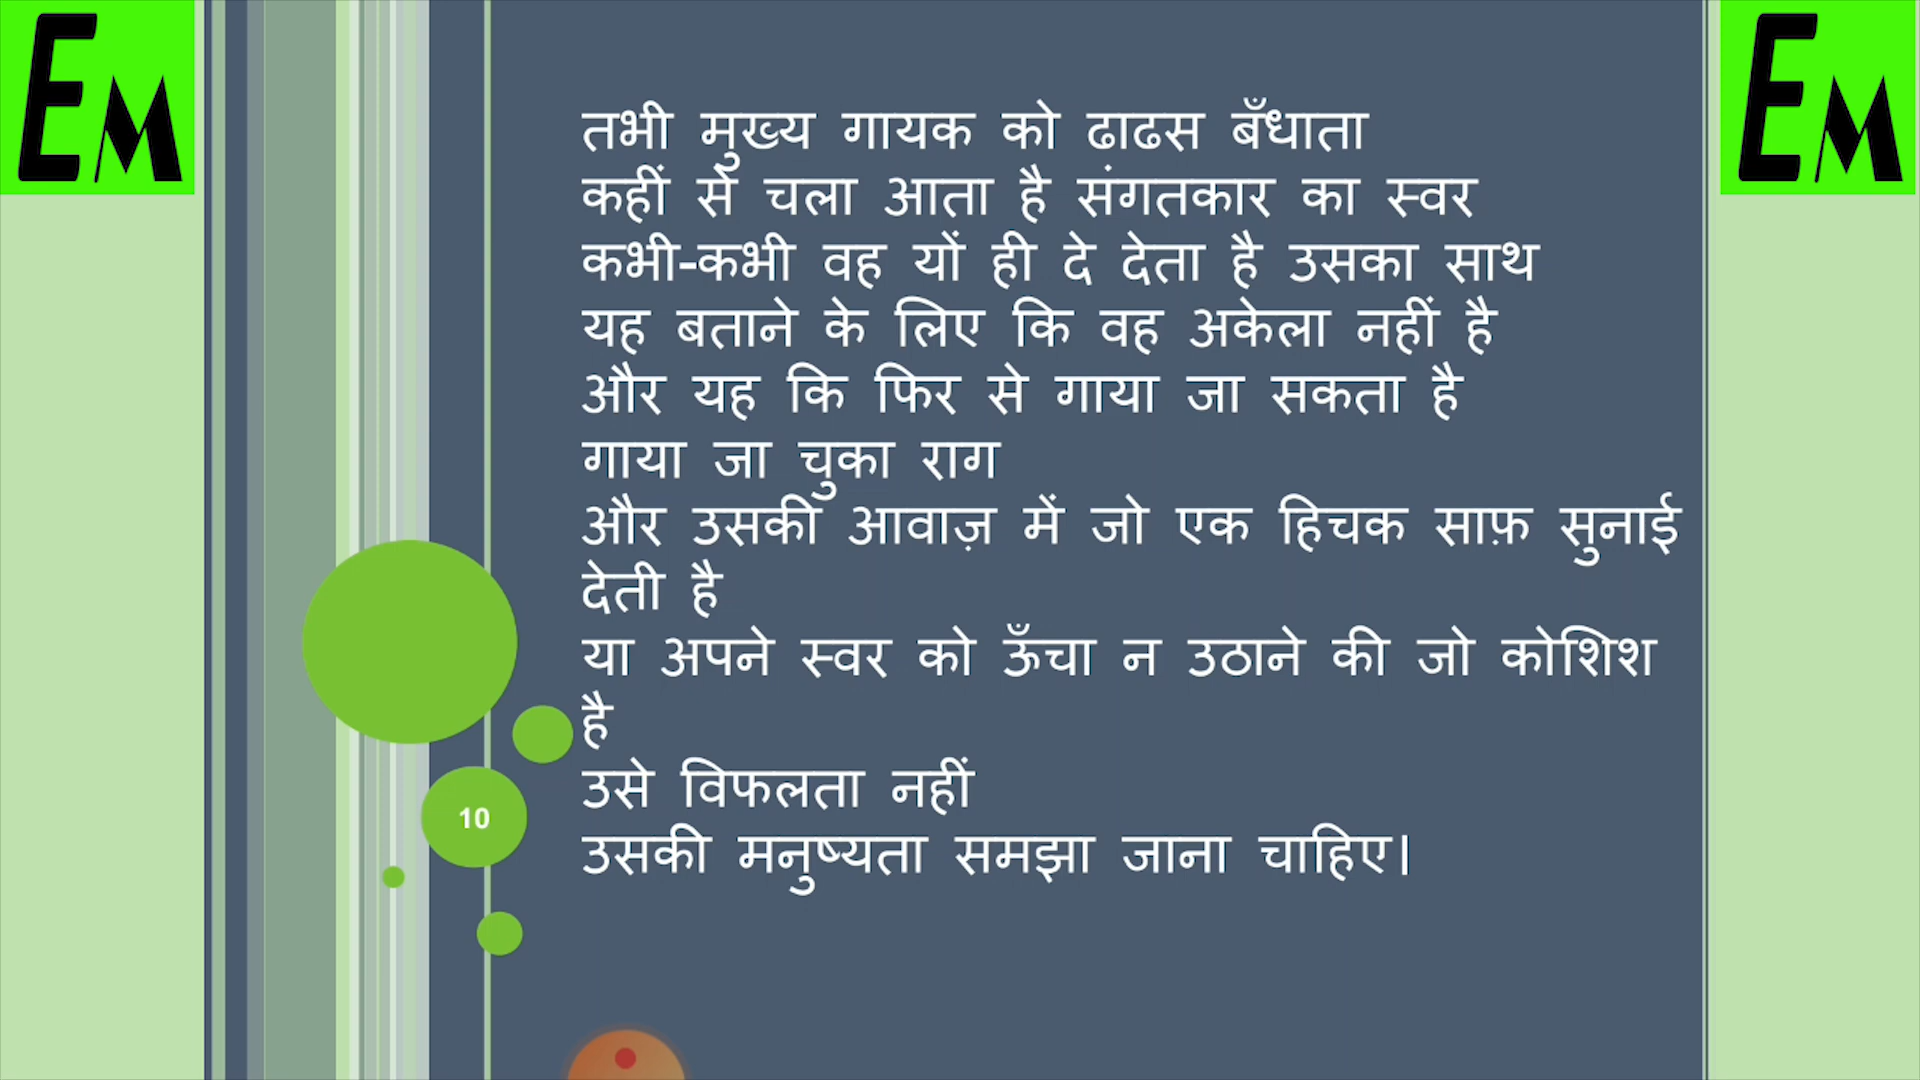 EM
EM
तभी मुख्य गायक को ढाढस बँधाता
कहीं से चला आता है संगतकार का स्वर
कभी-कभी वह यों ही दे देता है उसका साथ
यह बताने के लिए कि वह अकेला नहीं है
और यह कि फिर से गाया जा सकता है
गाया जा चुका राग
और उसकी आवाज़ में जो एक हिचक साफ़ सुनाई
देती है
या अपने स्वर को ऊँचा न उठाने की जो कोशिश
है
उसे विफलता नहीं
उसकी मनुष्यता समझा जाना चाहिए।
10